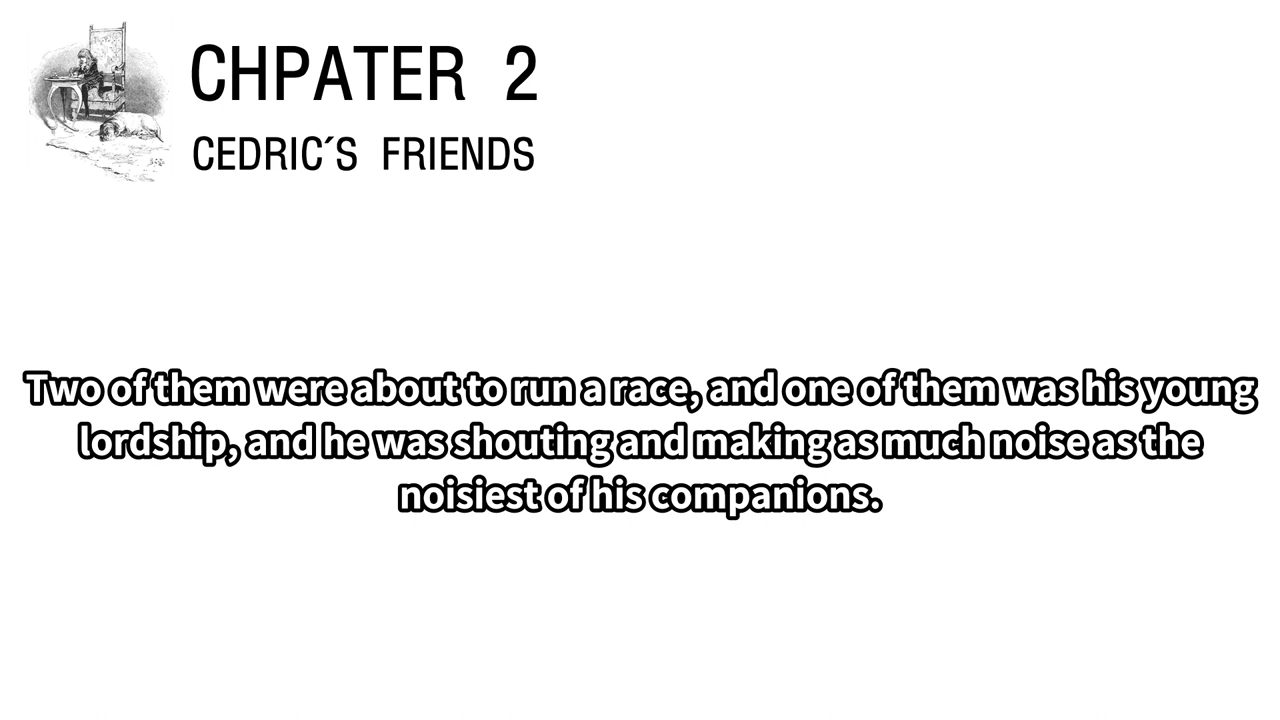 CHPATER 2
CEDRIC´S FRIENDS
Two of them were about to run a race, and one of them was his young
lordship, and he was shouting and making as much noise as the
noisiest of his companions.